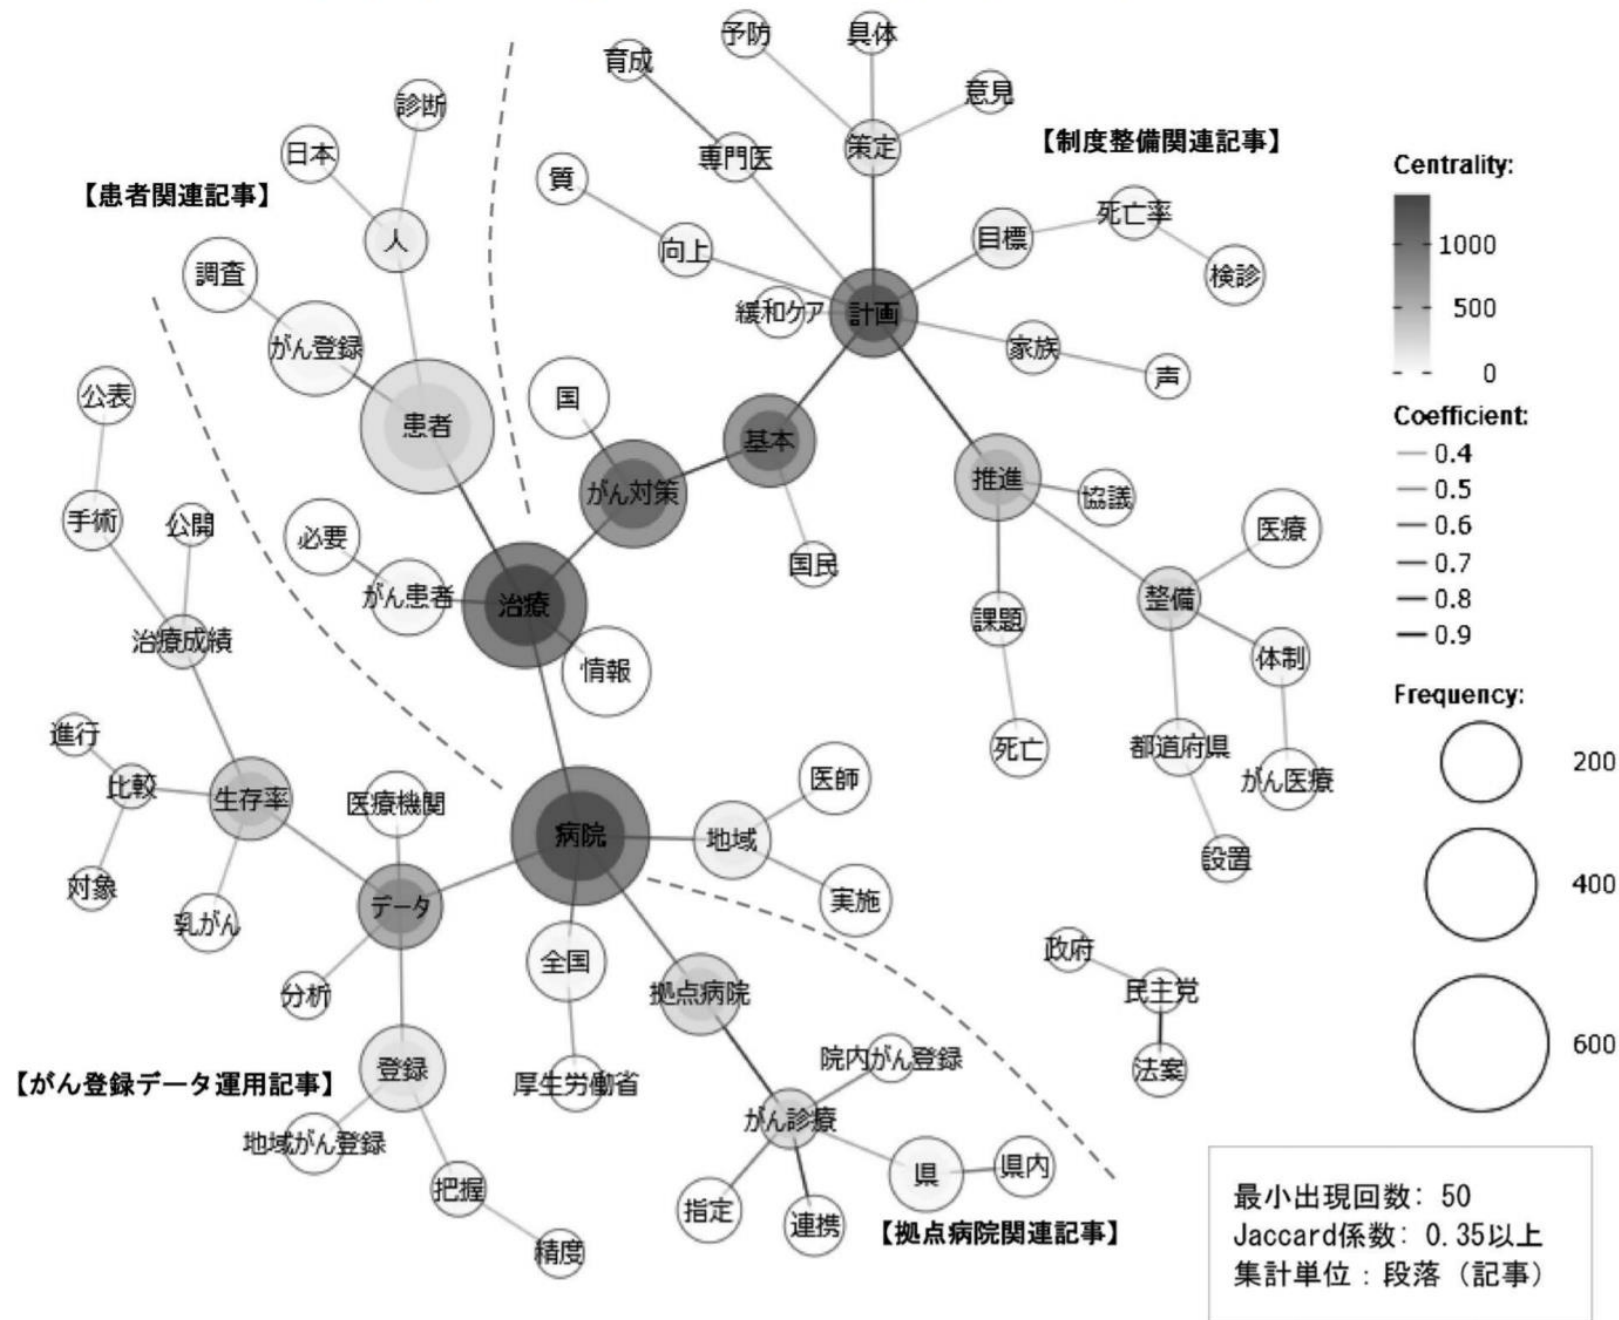 予防
具体
育成
意見
診断
【制度整備関連記事】
専門医
策定
日本
質
【患者関連記事】
死亡率
人
向上
目標
調査
検診
緩和ケア
計画
がん登録
家族
声
公表
国
患者
基本
がん対策
推進
協議
手術
公開
必要
医療
国民
がん患者
治療
整備
課題
治療成績
情報
体制
進行
死亡
都道府県
比較
生存率
医療機関
医師
がん医療
病院
地域
設置
対象
乳がん
データ
実施
政府
全国
分析
拠点病院
民主党
院内がん登録
登録
厚生労働省
法案
【がん登録データ運用記事】
がん診療
地域がん登録
県
県内
把握
指定
連携
【拠点病院関連記事】
精度
Centrality:
1000
500
0
Coefficient:
0.4
0.5
0.6
0.7
0.8
0.9
Frequency:
200
400
600
最小出現回数: 50
Jaccard係数: 0.35以上
集計単位：段落（記事）